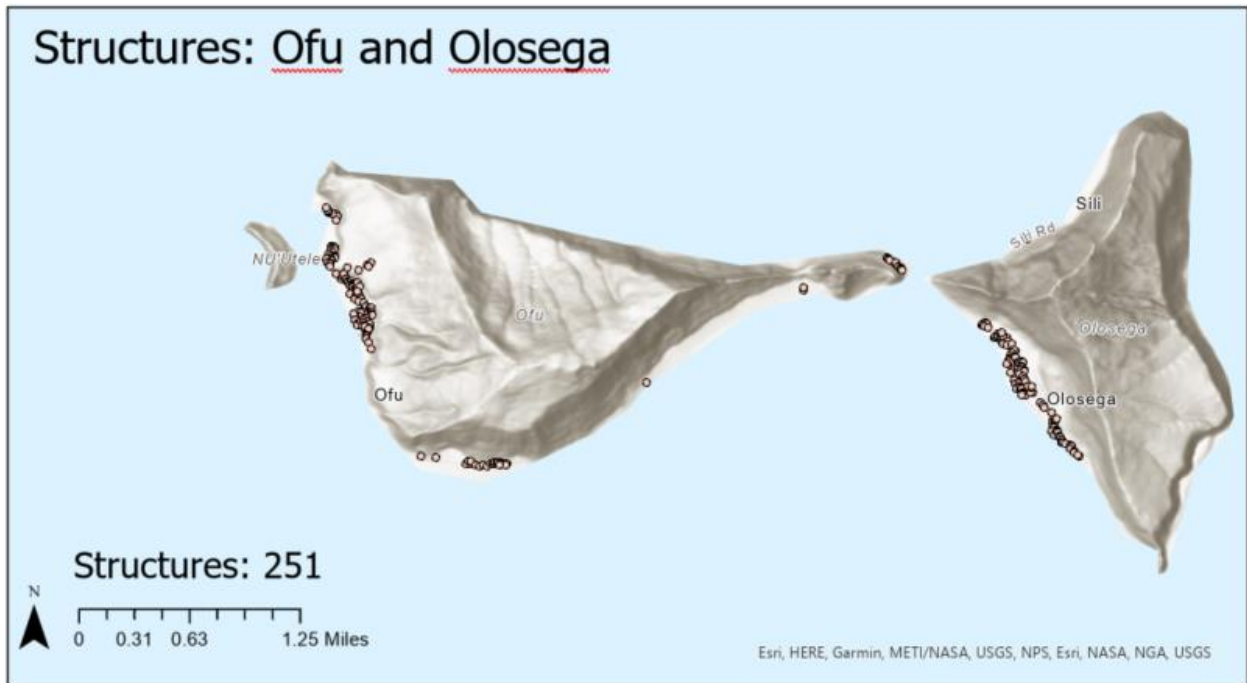 Structures: Ofu and Olosega
Sili
Sili Rd
NU'Utele
Ofu
Olosega
Ofu
Olosega
Structures: 251
N
0 0.31 0.63 1.25 Miles
Esri, HERE, Garmin, METI/NASA, USGS, NPS, Esri, NASA, NGA, USGS